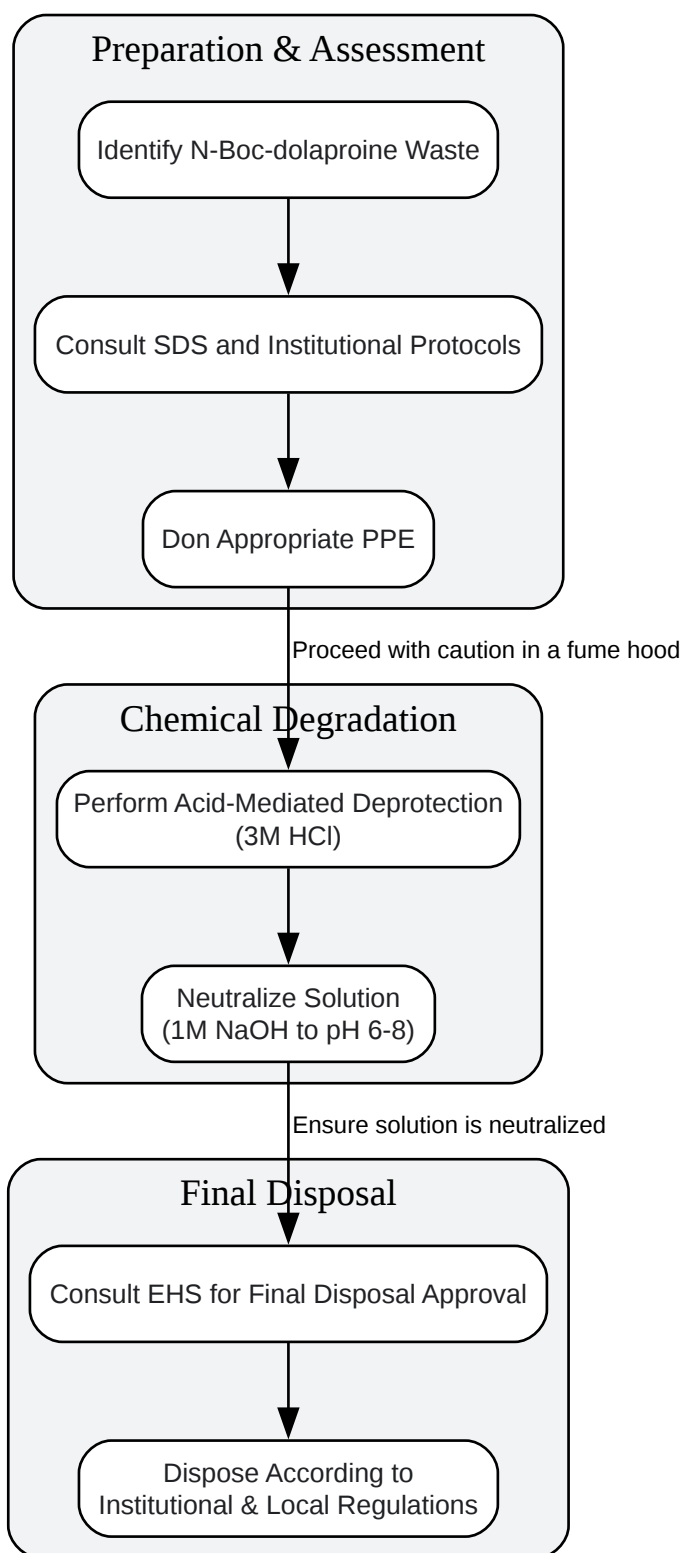 Preparation & Assessment
Identify N-Boc-dolaproine Waste
Consult SDS and Institutional Protocols
Don Appropriate PPE
Proceed with caution in a fume hood
Chemical Degradation
Perform Acid-Mediated Deprotection
(3M HCl)
Neutralize Solution
(1M NaOH to pH 6-8)
Ensure solution is neutralized
Final Disposal
Consult EHS for Final Disposal Approval
Dispose According to
Institutional & Local Regulations